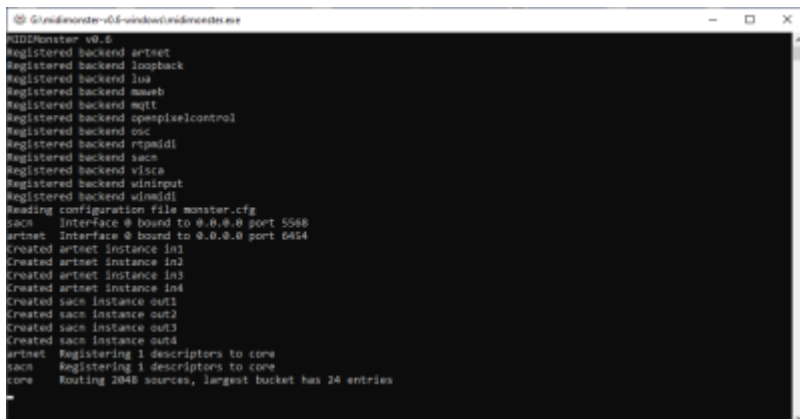 G:\midimonster-v0.6-windows\midimonster.exe
MIDIMonster v0.6
Registered backend artnet
Registered backend loopback
Registered backend lua
Registered backend maweb
Registered backend mqtt
Registered backend openpixelcontrol
Registered backend osc
Registered backend rtpmidi
Registered backend sacn
Registered backend visca
Registered backend wininput
Registered backend winmidi
Reading configuration file monster.cfg
sacn Interface 0 bound to 0.0.0.0 port 5568
artnet Interface 0 bound to 0.0.0.0 port 6454
Created artnet instance in1
Created artnet instance in2
Created artnet instance in3
Created artnet instance in4
Created sacn instance out1
Created sacn instance out2
Created sacn instance out3
Created sacn instance out4
artnet Registering 1 descriptors to core
sacn Registering 1 descriptors to core
core Routing 2048 sources, largest bucket has 24 entries